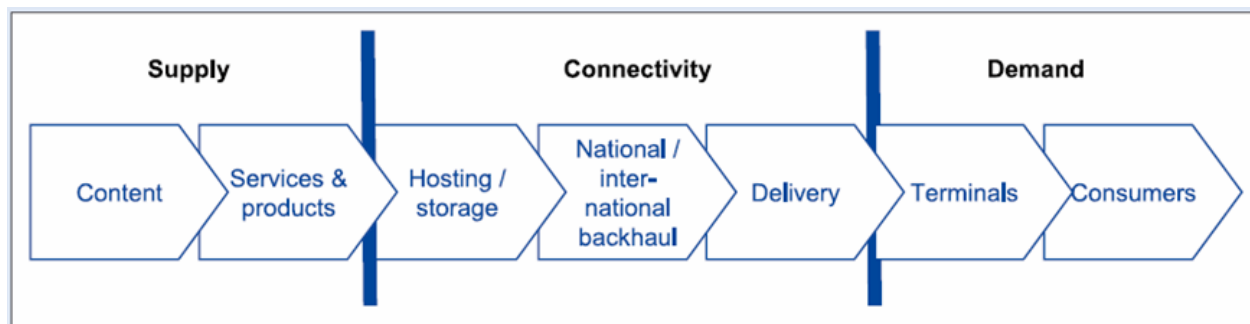 Supply
Connectivity
Demand
Content
Services &
products
Hosting /
storage
National /
inter-
national
backhaul
Delivery
Terminals
Consumers